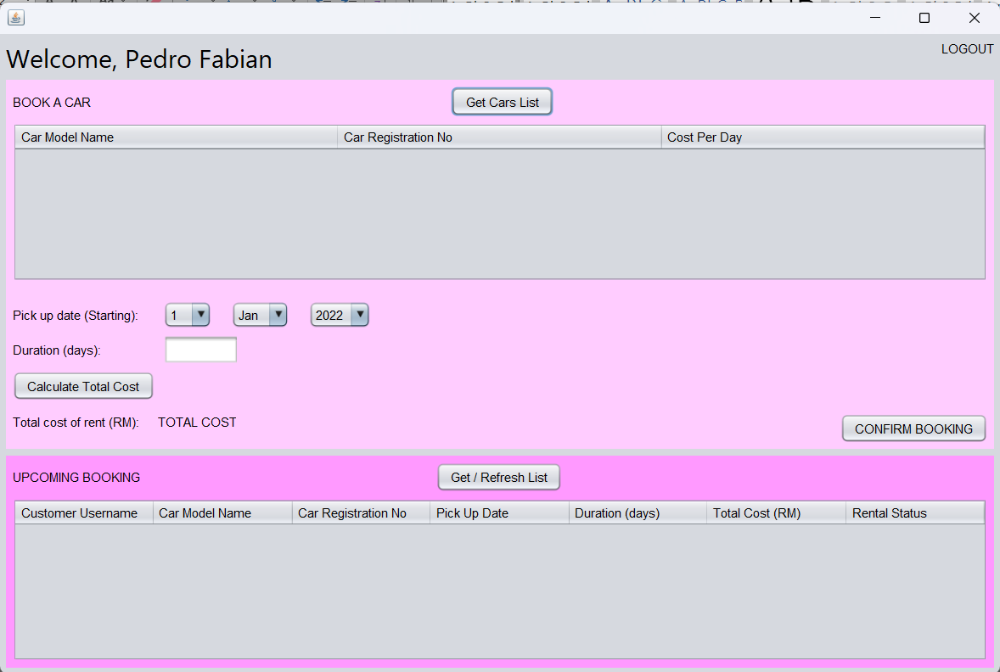 Welcome, Pedro Fabian
LOGOUT
BOOK A CAR
Get Cars List
Car Model Name Car Registration No Cost Per Day
Pick up date (Starting): 1 Jan 2022
Duration (days):
Calculate Total Cost
Total cost of rent (RM): TOTAL COST
CONFIRM BOOKING
UPCOMING BOOKING
Get / Refresh List
Customer Username Car Model Name Car Registration No Pick Up Date Duration (days) Total Cost (RM) Rental Status